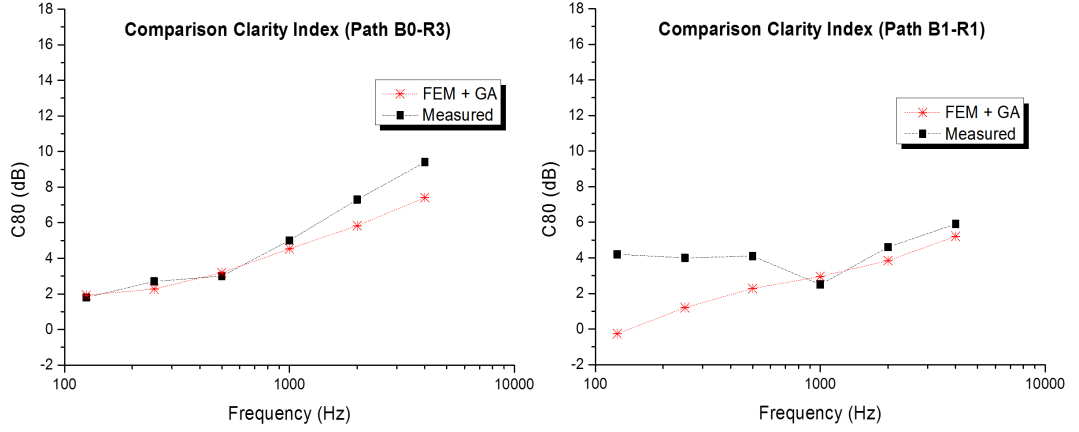 Comparison Clarity Index (Path B0-R3)
FEM + GA
Measured
C80 (dB)
18
16
14
12
10
8
6
4
2
0
-2
100
1000
10000
Frequency (Hz)
Comparison Clarity Index (Path B1-R1)
FEM + GA
Measured
C80 (dB)
18
16
14
12
10
8
6
4
2
0
-2
100
1000
10000
Frequency (Hz)